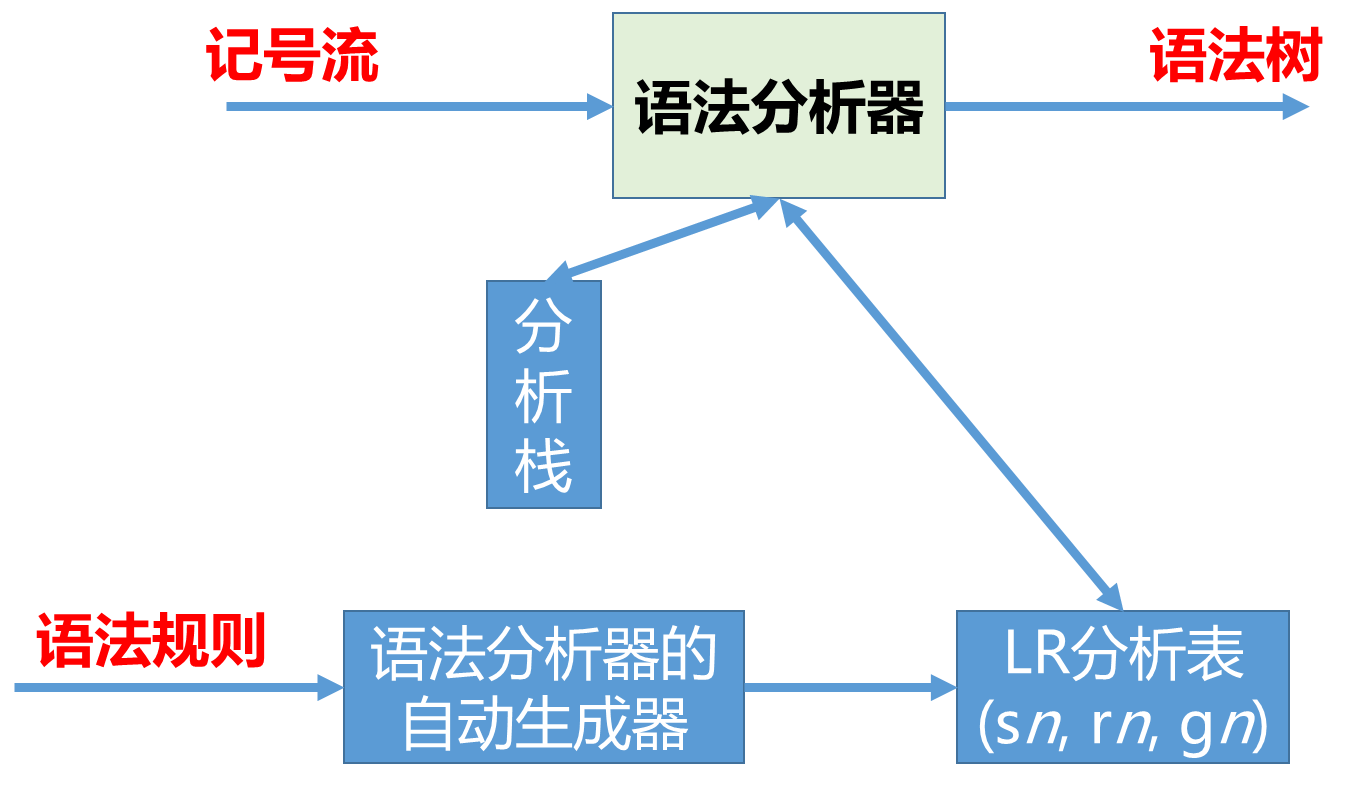 记号流
语法分析器
语法树
分
析
栈
语法规则
语法分析器的
自动生成器
LR分析表
(sn, rn, gn)